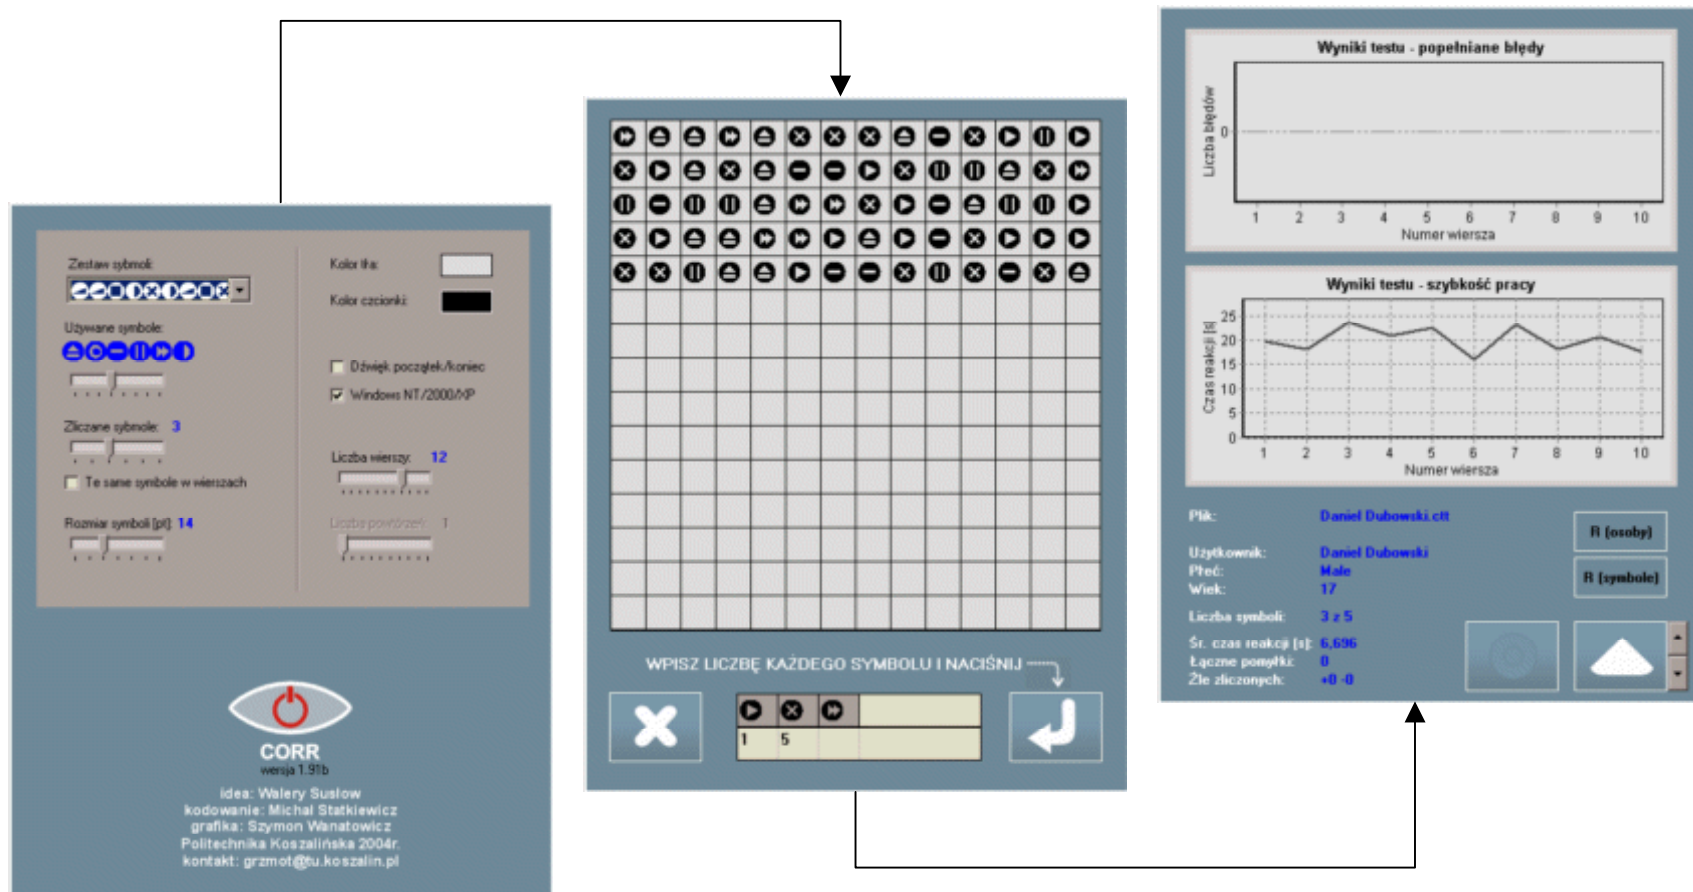 Zestaw sybmoli:
Używane symbole:
Zliczane sybmole: 3
Te same symbole w wierszach
Rozmiar symboli [pt]: 14
Kolor tła:
Kolor czcionki:
Dźwięk początek/koniec
Windows NT/2000/XP
Liczba wierszy: 12
Liczba powtórzeń: 1
CORR
wersja 1.91b
idea: Walery Susłow
kodowanie: Michał Statkiewicz
grafika: Szymon Wanatowicz
Politechnika Koszalińska 2004r.
kontakt: grzmot@tu.koszalin.pl
WPISZ LICZBĘ KAŻDEGO SYMBOLU I NACIŚNIJ
1 5
Wyniki testu - popełniane błędy
Liczba błędów
0
1 2 3 4 5 6 7 8 9 10
Numer wiersza
Wyniki testu - szybkość pracy
Czas reakcji [s]
25
20
15
10
5
0
1 2 3 4 5 6 7 8 9 10
Numer wiersza
Plik: Daniel Dubowski.ctt
Użytkownik: Daniel Dubowski
Płeć: Male
Wiek: 17
Liczba symboli: 3 z 5
Śr. czas reakcji [s]: 6,696
Łączne pomyłki: 0
Źle zliczonych: +0 -0
R (osoby)
R (symbole)